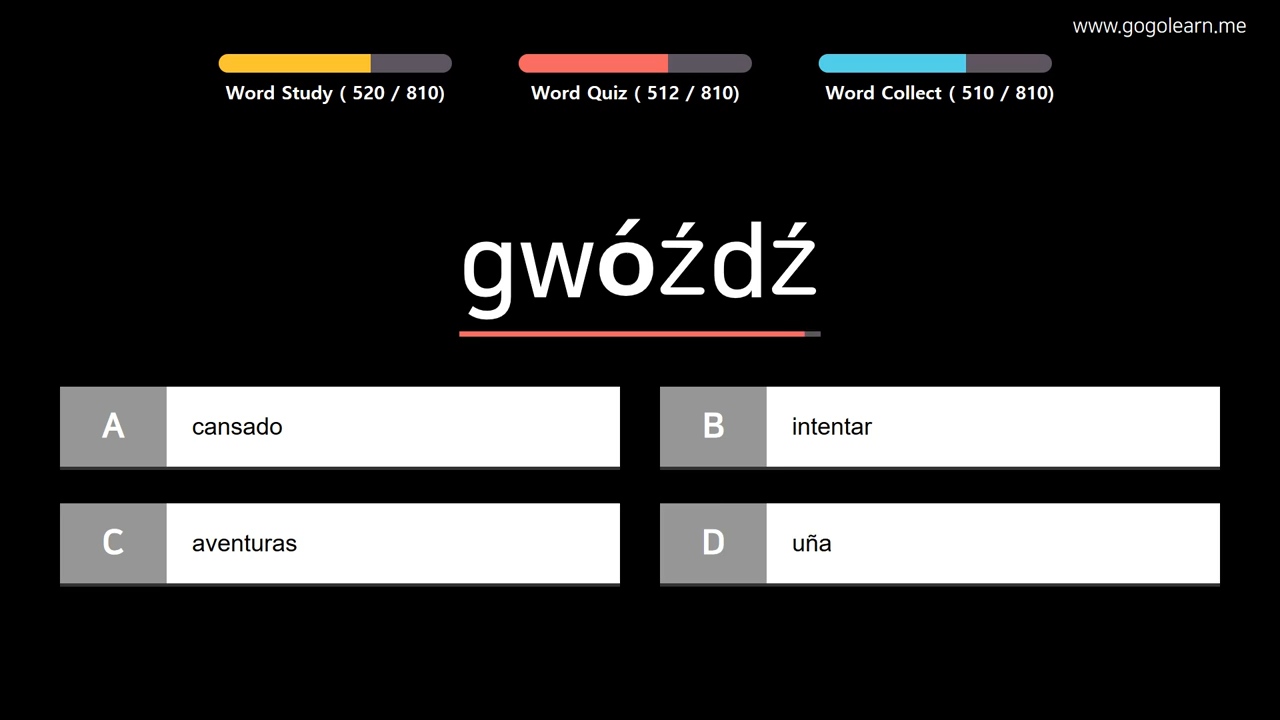 www.gogolearn.me
Word Study ( 520 / 810)
Word Quiz ( 512 / 810)
Word Collect ( 510 / 810)
gwóźdź
A
cansado
B
intentar
C
aventuras
D
uña